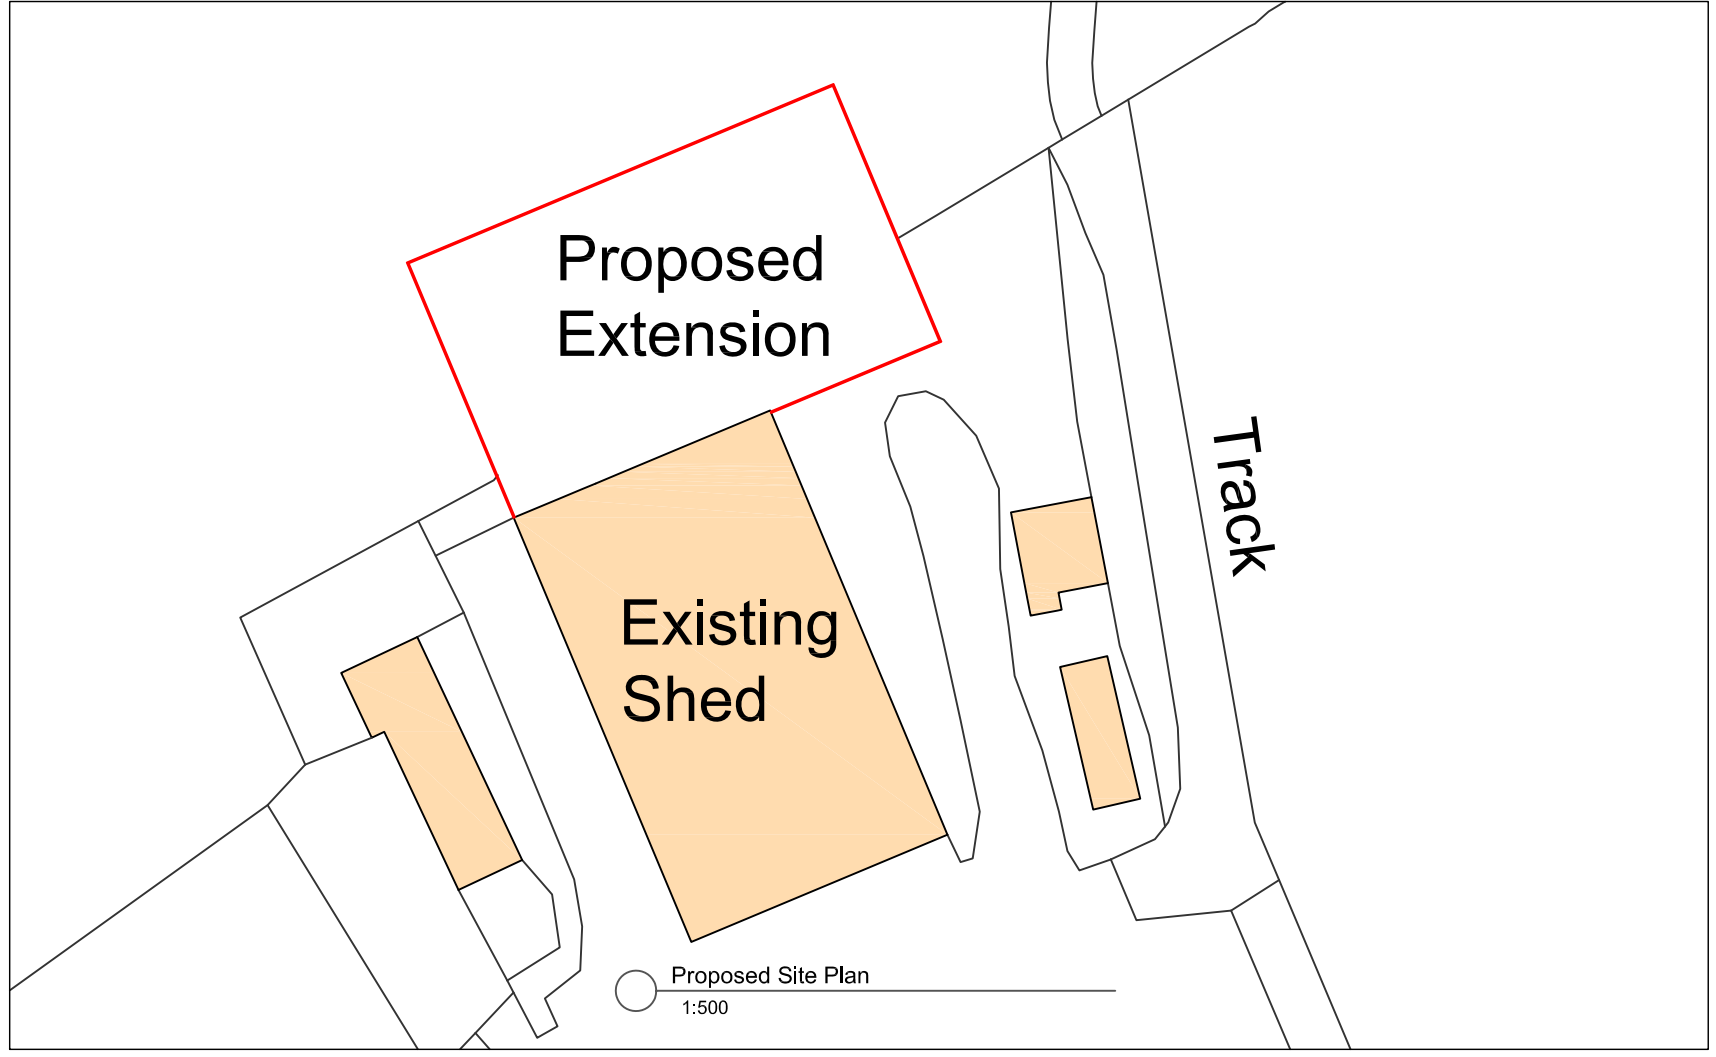 Proposed
Extension
Track
Existing
Shed
Proposed Site Plan
1:500